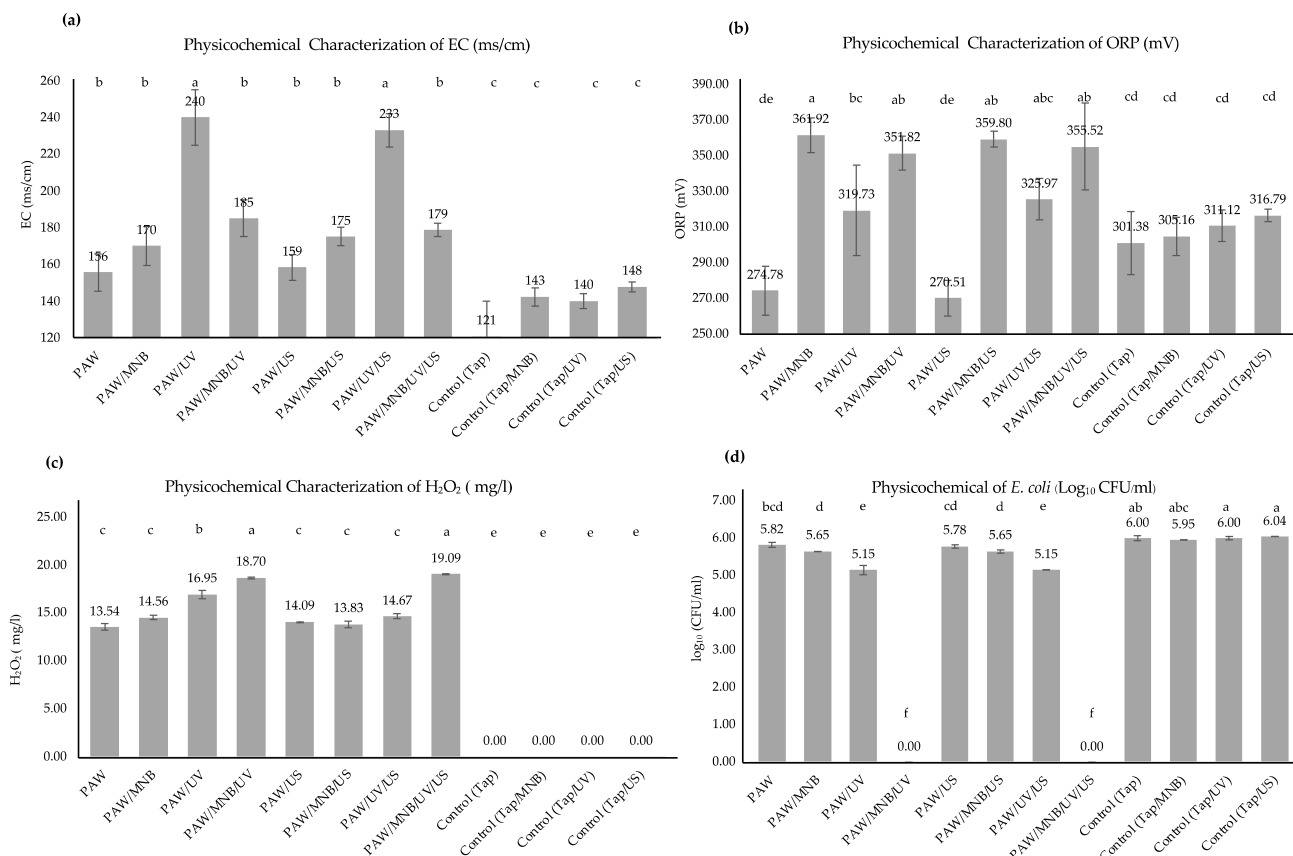 (a)
Physicochemical Characterization of EC (ms/cm)
b b a b b b a b c c c c
EC (ms/cm)
260
240
220
200
180
160
140
120
156 170 240 185 159 175 233 179 121 143 140 148
PAW
PAW/MNB
PAW/UV
PAW/MNB/UV
PAW/US
PAW/MNB/US
PAW/UV/US
PAW/MNB/UV/US
Control (Tap)
Control (Tap/MNB)
Control (Tap/UV)
Control (Tap/US)
(b)
Physicochemical Characterization of ORP (mV)
de a bc ab de ab abc ab cd cd cd cd
ORP (mV)
390.00
370.00
350.00
330.00
310.00
290.00
270.00
250.00
274.78 361.92 319.73 351.82 270.51 359.80 325.97 355.52 301.38 305.16 311.12 316.79
PAW
PAW/MNB
PAW/UV
PAW/MNB/UV
PAW/US
PAW/MNB/US
PAW/UV/US
PAW/MNB/UV/US
Control (Tap)
Control (Tap/MNB)
Control (Tap/UV)
Control (Tap/US)
(c)
Physicochemical Characterization of H₂O₂ ( mg/l)
c c b a c c c a e e e e
H₂O₂ ( mg/l)
25.00
20.00
15.00
10.00
5.00
0.00
13.54 14.56 16.95 18.70 14.09 13.83 14.67 19.09 0.00 0.00 0.00 0.00
PAW
PAW/MNB
PAW/UV
PAW/MNB/UV
PAW/US
PAW/MNB/US
PAW/UV/US
PAW/MNB/UV/US
Control (Tap)
Control (Tap/MNB)
Control (Tap/UV)
Control (Tap/US)
(d)
Physicochemical of E. coli (Log₁₀ CFU/ml)
bcd d e f cd d e f ab abc a a
log₁₀ (CFU/ml)
7.00
6.00
5.00
4.00
3.00
2.00
1.00
0.00
5.82 5.65 5.15 0.00 5.78 5.65 5.15 0.00 6.00 5.95 6.00 6.04
PAW
PAW/MNB
PAW/UV
PAW/MNB/UV
PAW/US
PAW/MNB/US
PAW/UV/US
PAW/MNB/UV/US
Control (Tap)
Control (Tap/MNB)
Control (Tap/UV)
Control (Tap/US)